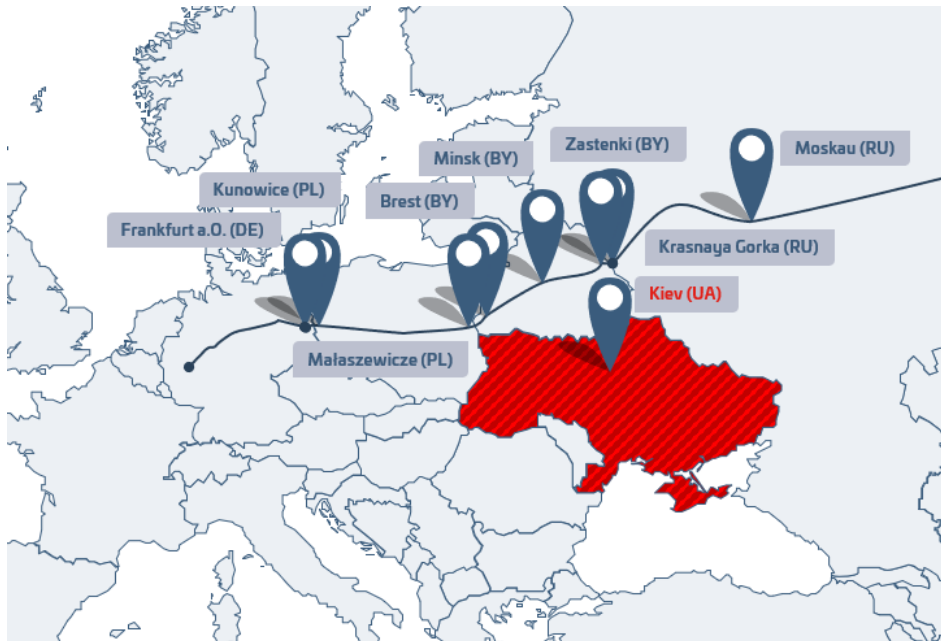 Zastenki (BY)
Moskau (RU)
Minsk (BY)
Kunowice (PL)
Brest (BY)
Frankfurt a.O. (DE)
Krasnaya Gorka (RU)
Kiev (UA)
Małaszewicze (PL)